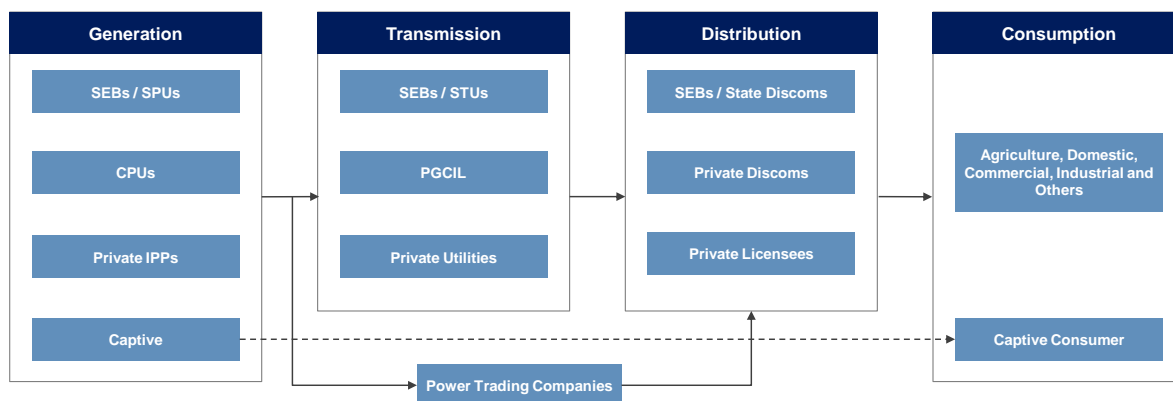 Generation
SEBs / SPUs
CPUs
Private IPPs
Captive
Transmission
SEBs / STUs
PGCIL
Private Utilities
Distribution
SEBs / State Discoms
Private Discoms
Private Licensees
Consumption
Agriculture, Domestic,
Commercial, Industrial and
Others
Captive Consumer
Power Trading Companies